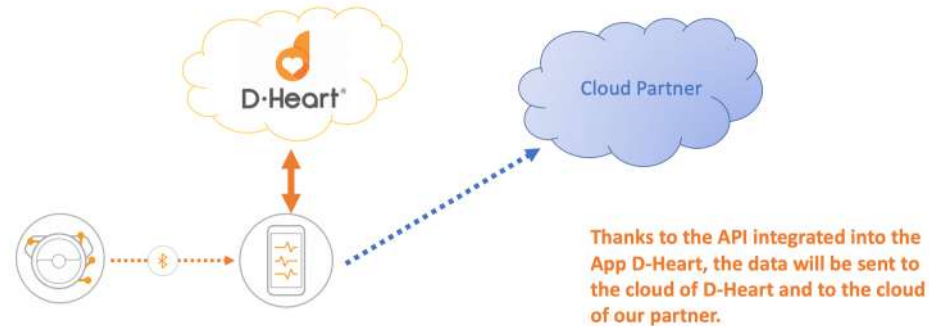 D·Heart®
Cloud Partner
Thanks to the API integrated into the
App D-Heart, the data will be sent to
the cloud of D-Heart and to the cloud
of our partner.